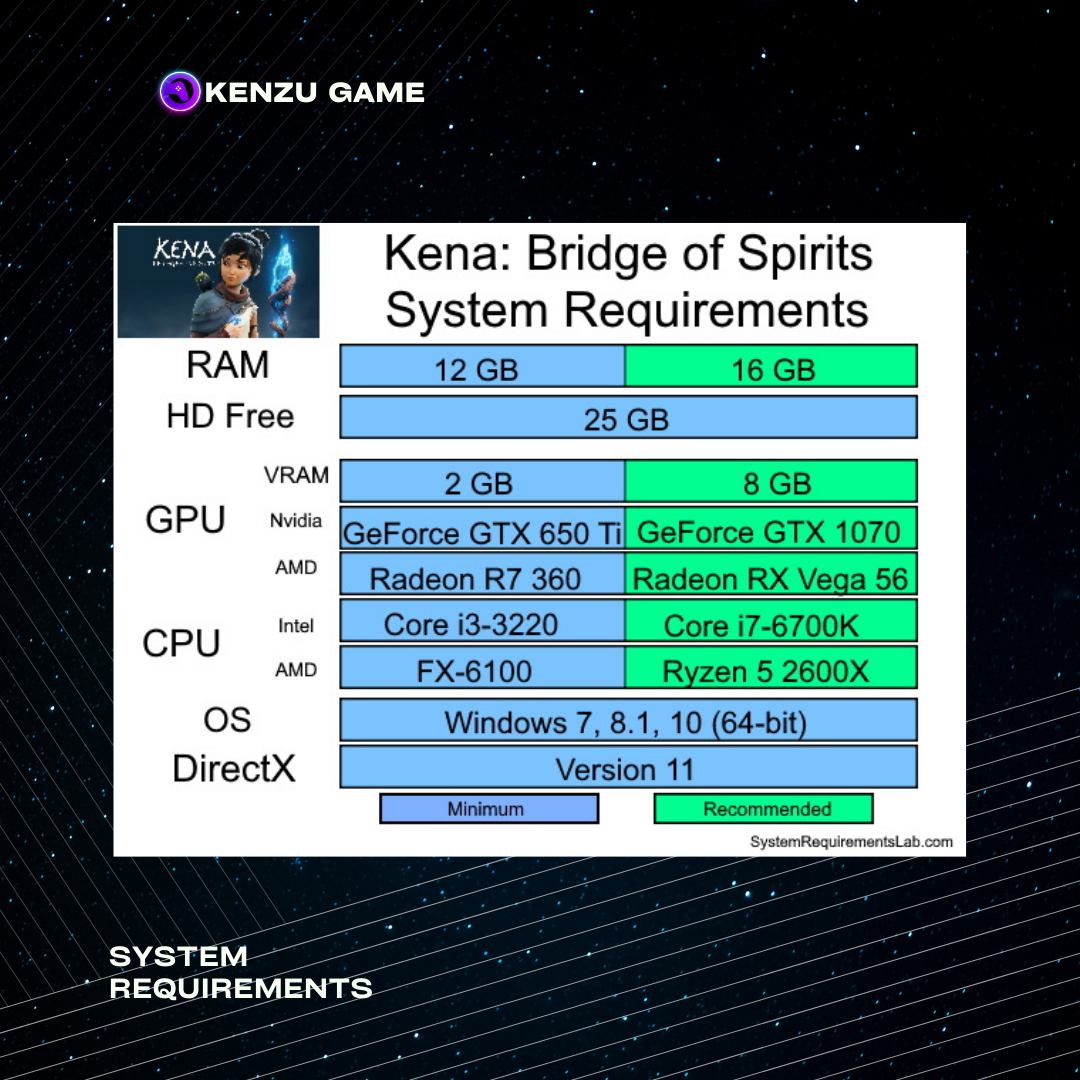 KENZU GAME
KENA
Kena: Bridge of Spirits
System Requirements
RAM 12 GB 16 GB
HD Free 25 GB
GPU
VRAM 2 GB 8 GB
Nvidia GeForce GTX 650 Ti GeForce GTX 1070
AMD Radeon R7 360 Radeon RX Vega 56
CPU
Intel Core i3-3220 Core i7-6700K
AMD FX-6100 Ryzen 5 2600X
OS Windows 7, 8.1, 10 (64-bit)
DirectX Version 11
Minimum Recommended
SystemRequirementsLab.com
SYSTEM
REQUIREMENTS